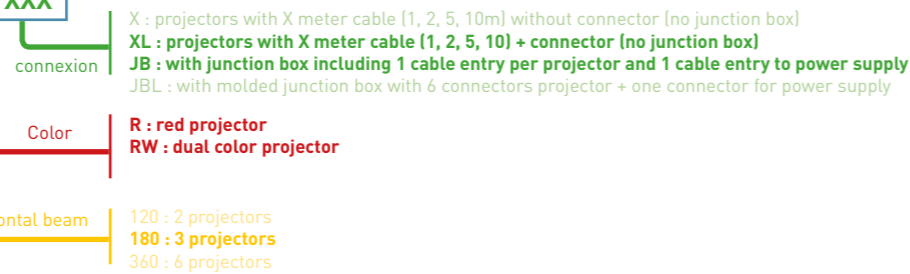 XXX
X : projectors with X meter cable (1, 2, 5, 10m) without connector (no junction box)
XL : projectors with X meter cable (1, 2, 5, 10) + connector (no junction box)
connexion
JB : with junction box including 1 cable entry per projector and 1 cable entry to power supply
JBL : with molded junction box with 6 connectors projector + one connector for power supply
Color
R : red projector
RW : dual color projector
ontal beam
120 : 2 projectors
180 : 3 projectors
360 : 6 projectors